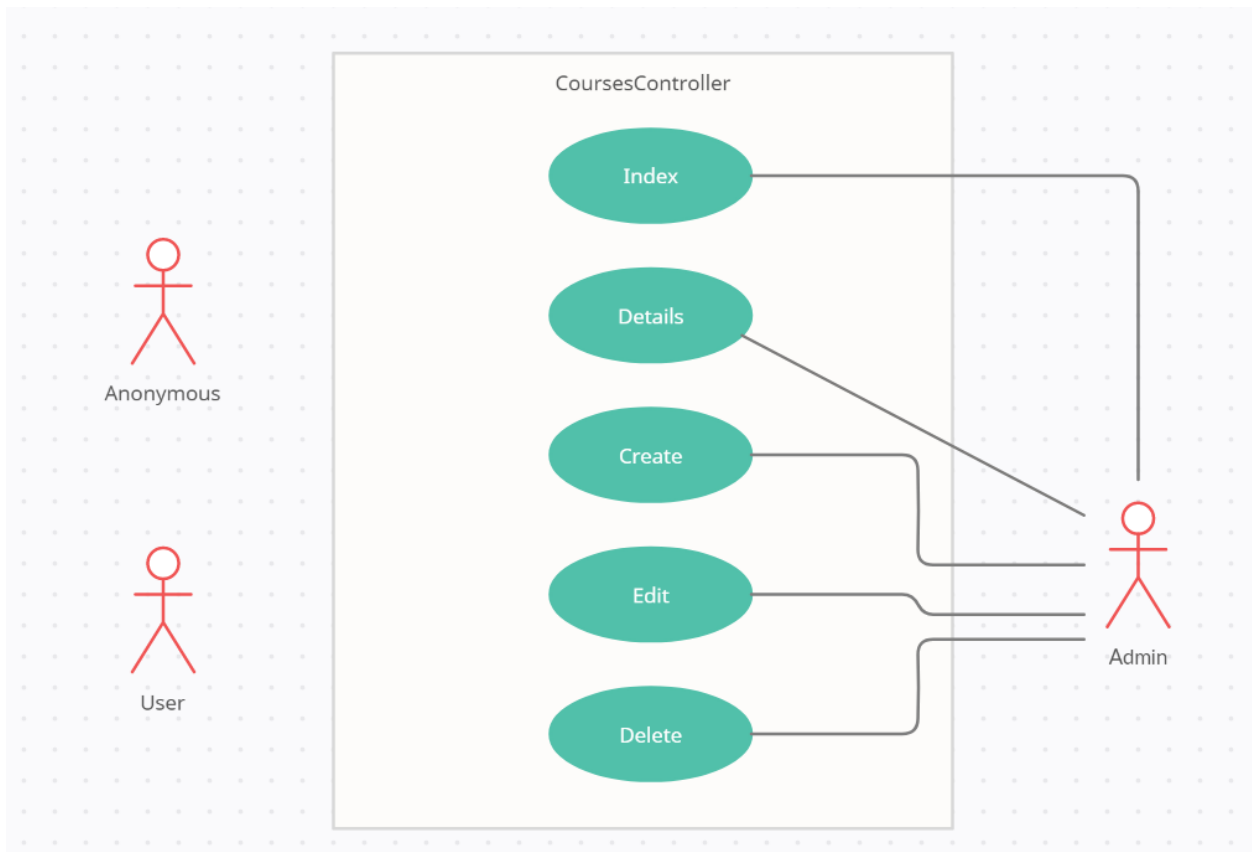 CoursesController
Index
Details
Anonymous
Create
Edit
Admin
User
Delete